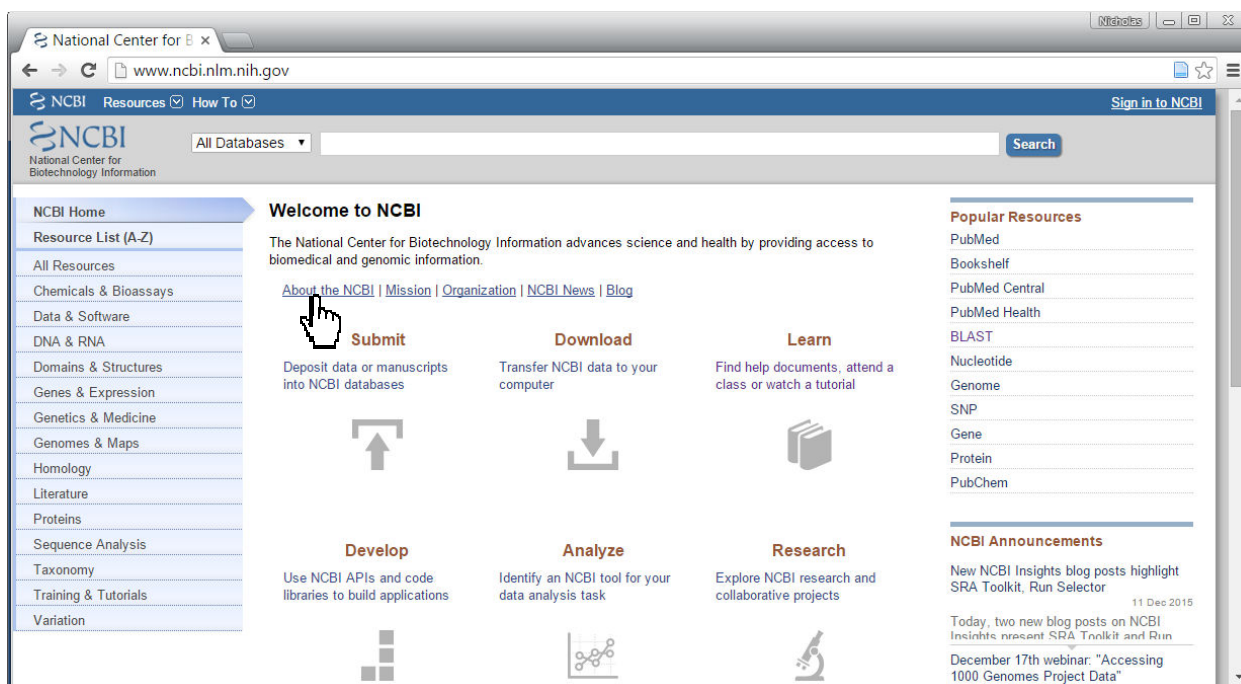 Nicholas
National Center for B
www.ncbi.nlm.nih.gov
NCBI Resources How To Sign in to NCBI
NCBI
National Center for
Biotechnology Information
All Databases
Search
NCBI Home
Resource List (A-Z)
All Resources
Chemicals & Bioassays
Data & Software
DNA & RNA
Domains & Structures
Genes & Expression
Genetics & Medicine
Genomes & Maps
Homology
Literature
Proteins
Sequence Analysis
Taxonomy
Training & Tutorials
Variation
Welcome to NCBI
The National Center for Biotechnology Information advances science and health by providing access to
biomedical and genomic information.
About the NCBI | Mission | Organization | NCBI News | Blog
Submit
Deposit data or manuscripts
into NCBI databases
Download
Transfer NCBI data to your
computer
Learn
Find help documents, attend a
class or watch a tutorial
Develop
Use NCBI APIs and code
libraries to build applications
Analyze
Identify an NCBI tool for your
data analysis task
Research
Explore NCBI research and
collaborative projects
Popular Resources
PubMed
Bookshelf
PubMed Central
PubMed Health
BLAST
Nucleotide
Genome
SNP
Gene
Protein
PubChem
NCBI Announcements
New NCBI Insights blog posts highlight
SRA Toolkit, Run Selector
11 Dec 2015
Today, two new blog posts on NCBI
Insights present SRA Toolkit and Run
December 17th webinar: "Accessing
1000 Genomes Project Data"